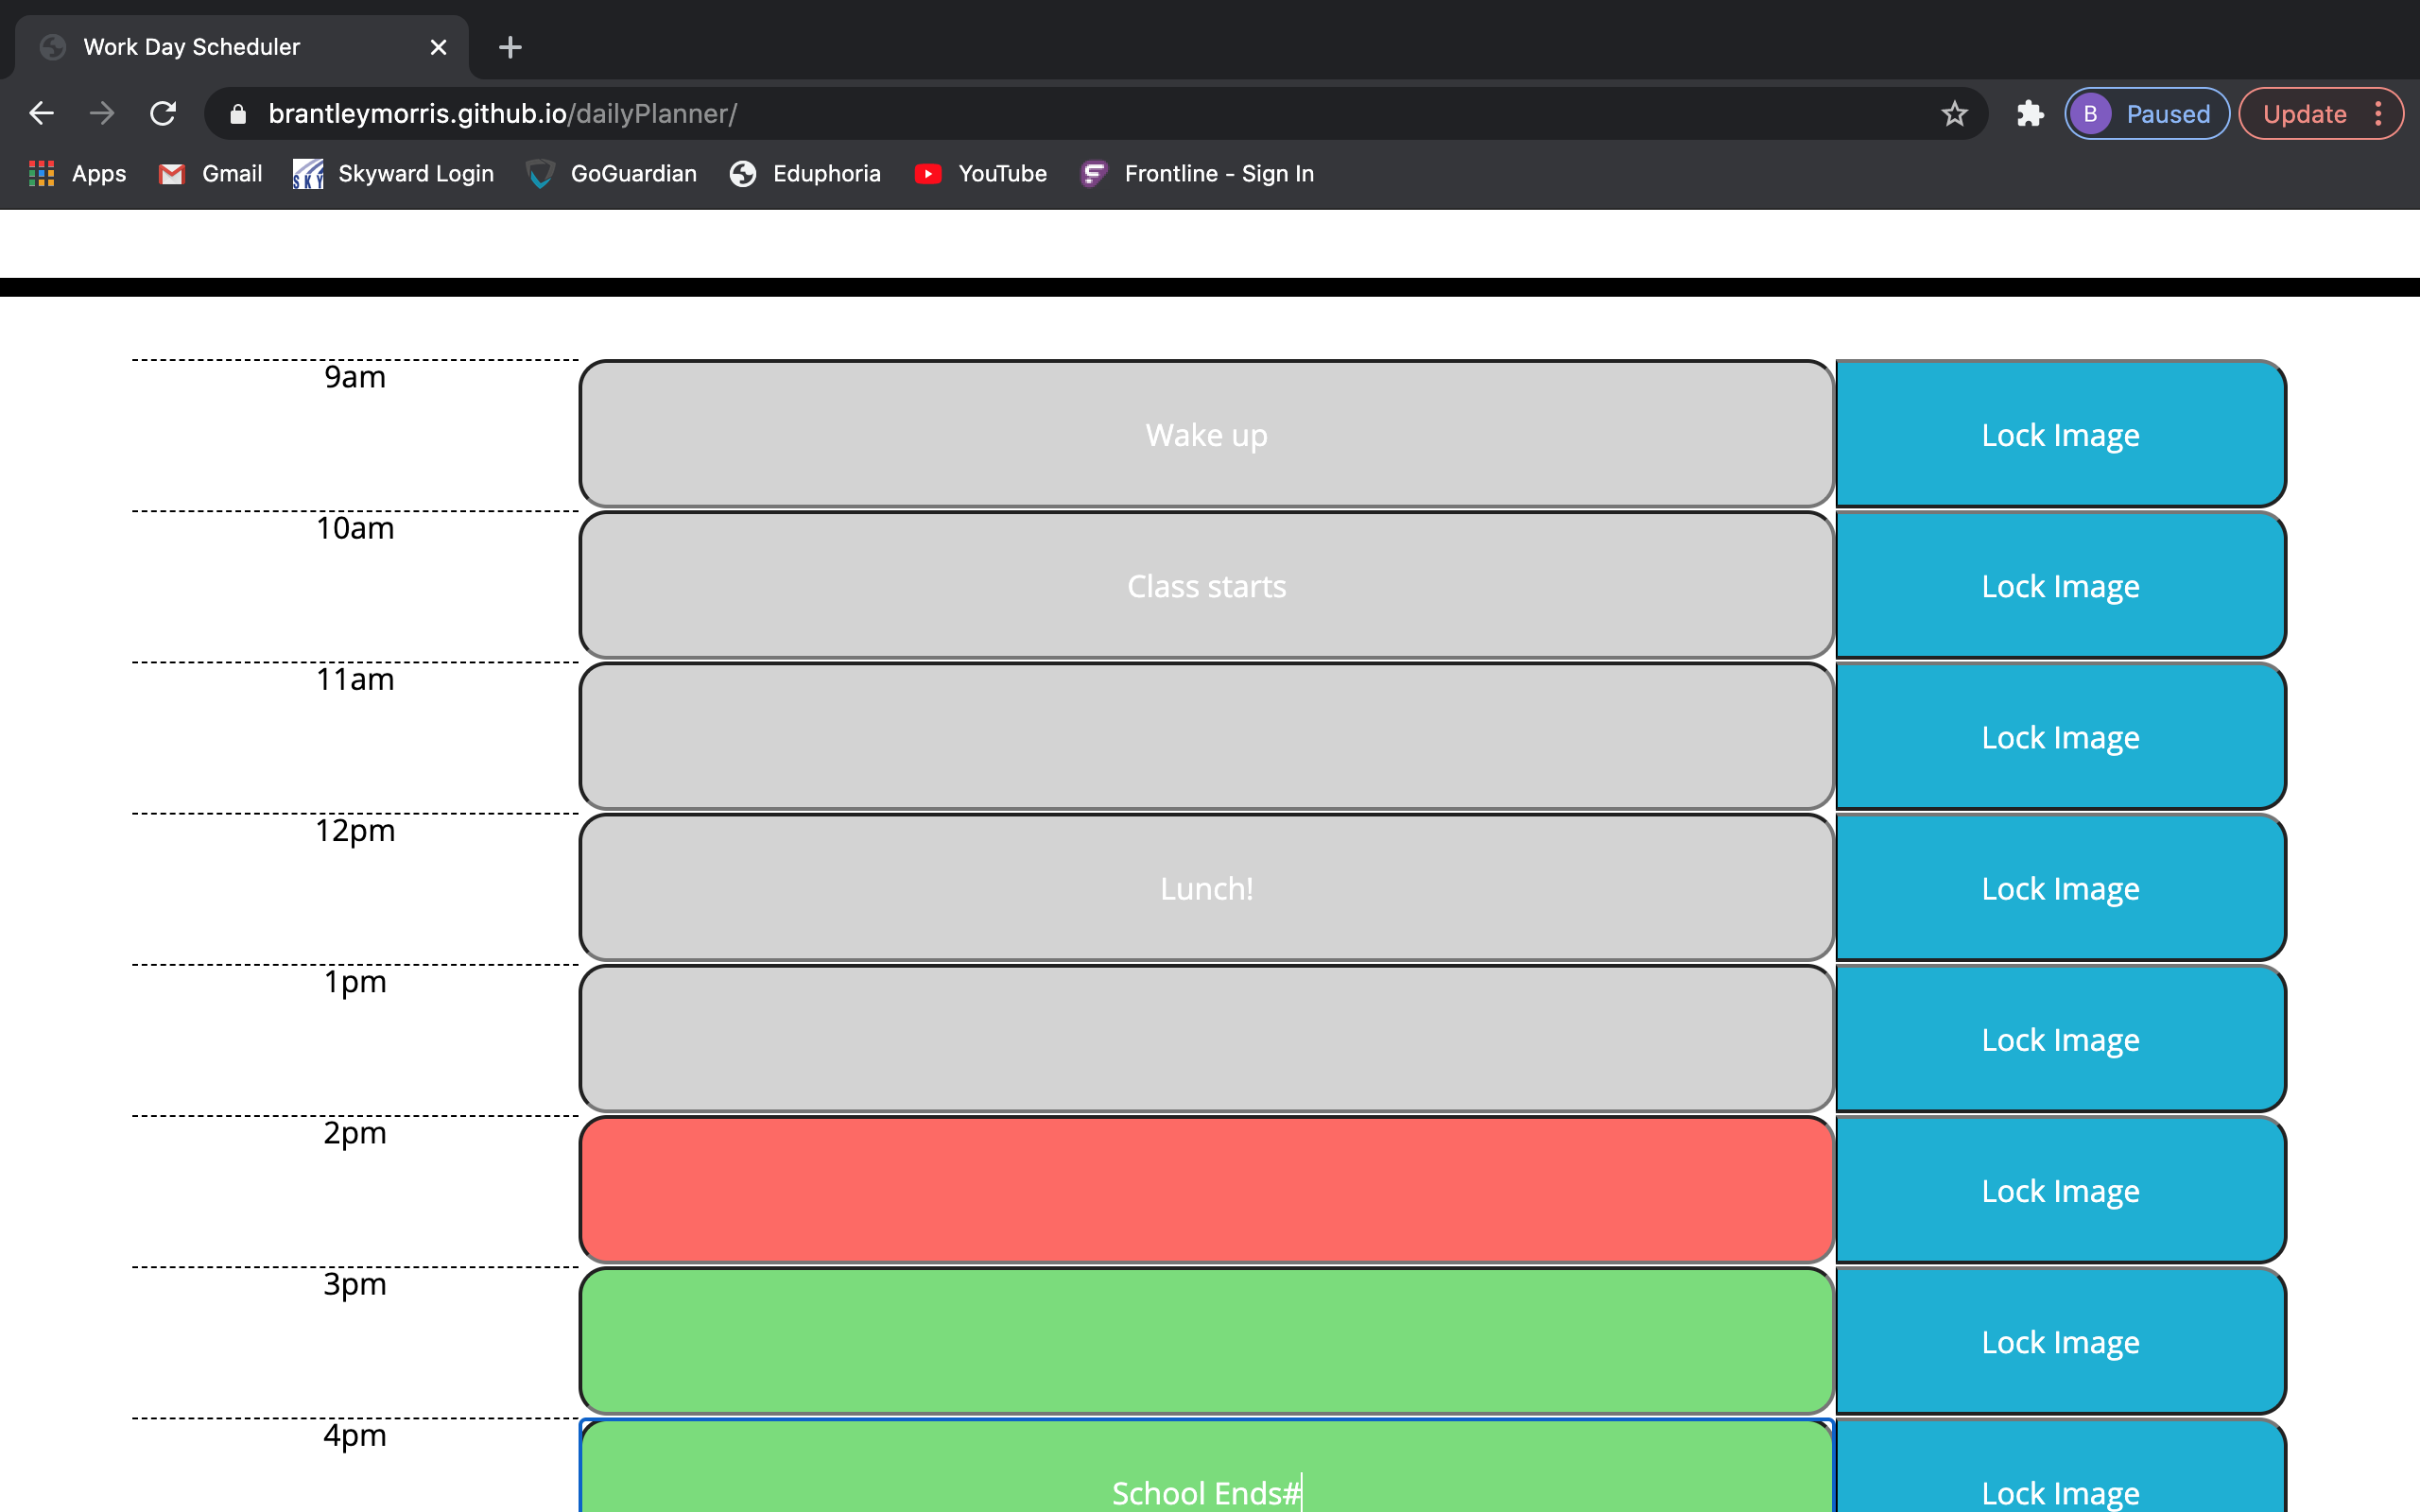 Work Day Scheduler
brantleymorris.github.io/dailyPlanner/
B Paused Update
Apps Gmail SKY Skyward Login GoGuardian Eduphoria YouTube Frontline - Sign In
9am Wake up Lock Image
10am Class starts Lock Image
11am Lock Image
12pm Lunch! Lock Image
1pm Lock Image
2pm Lock Image
3pm Lock Image
4pm School Ends# Lock Image